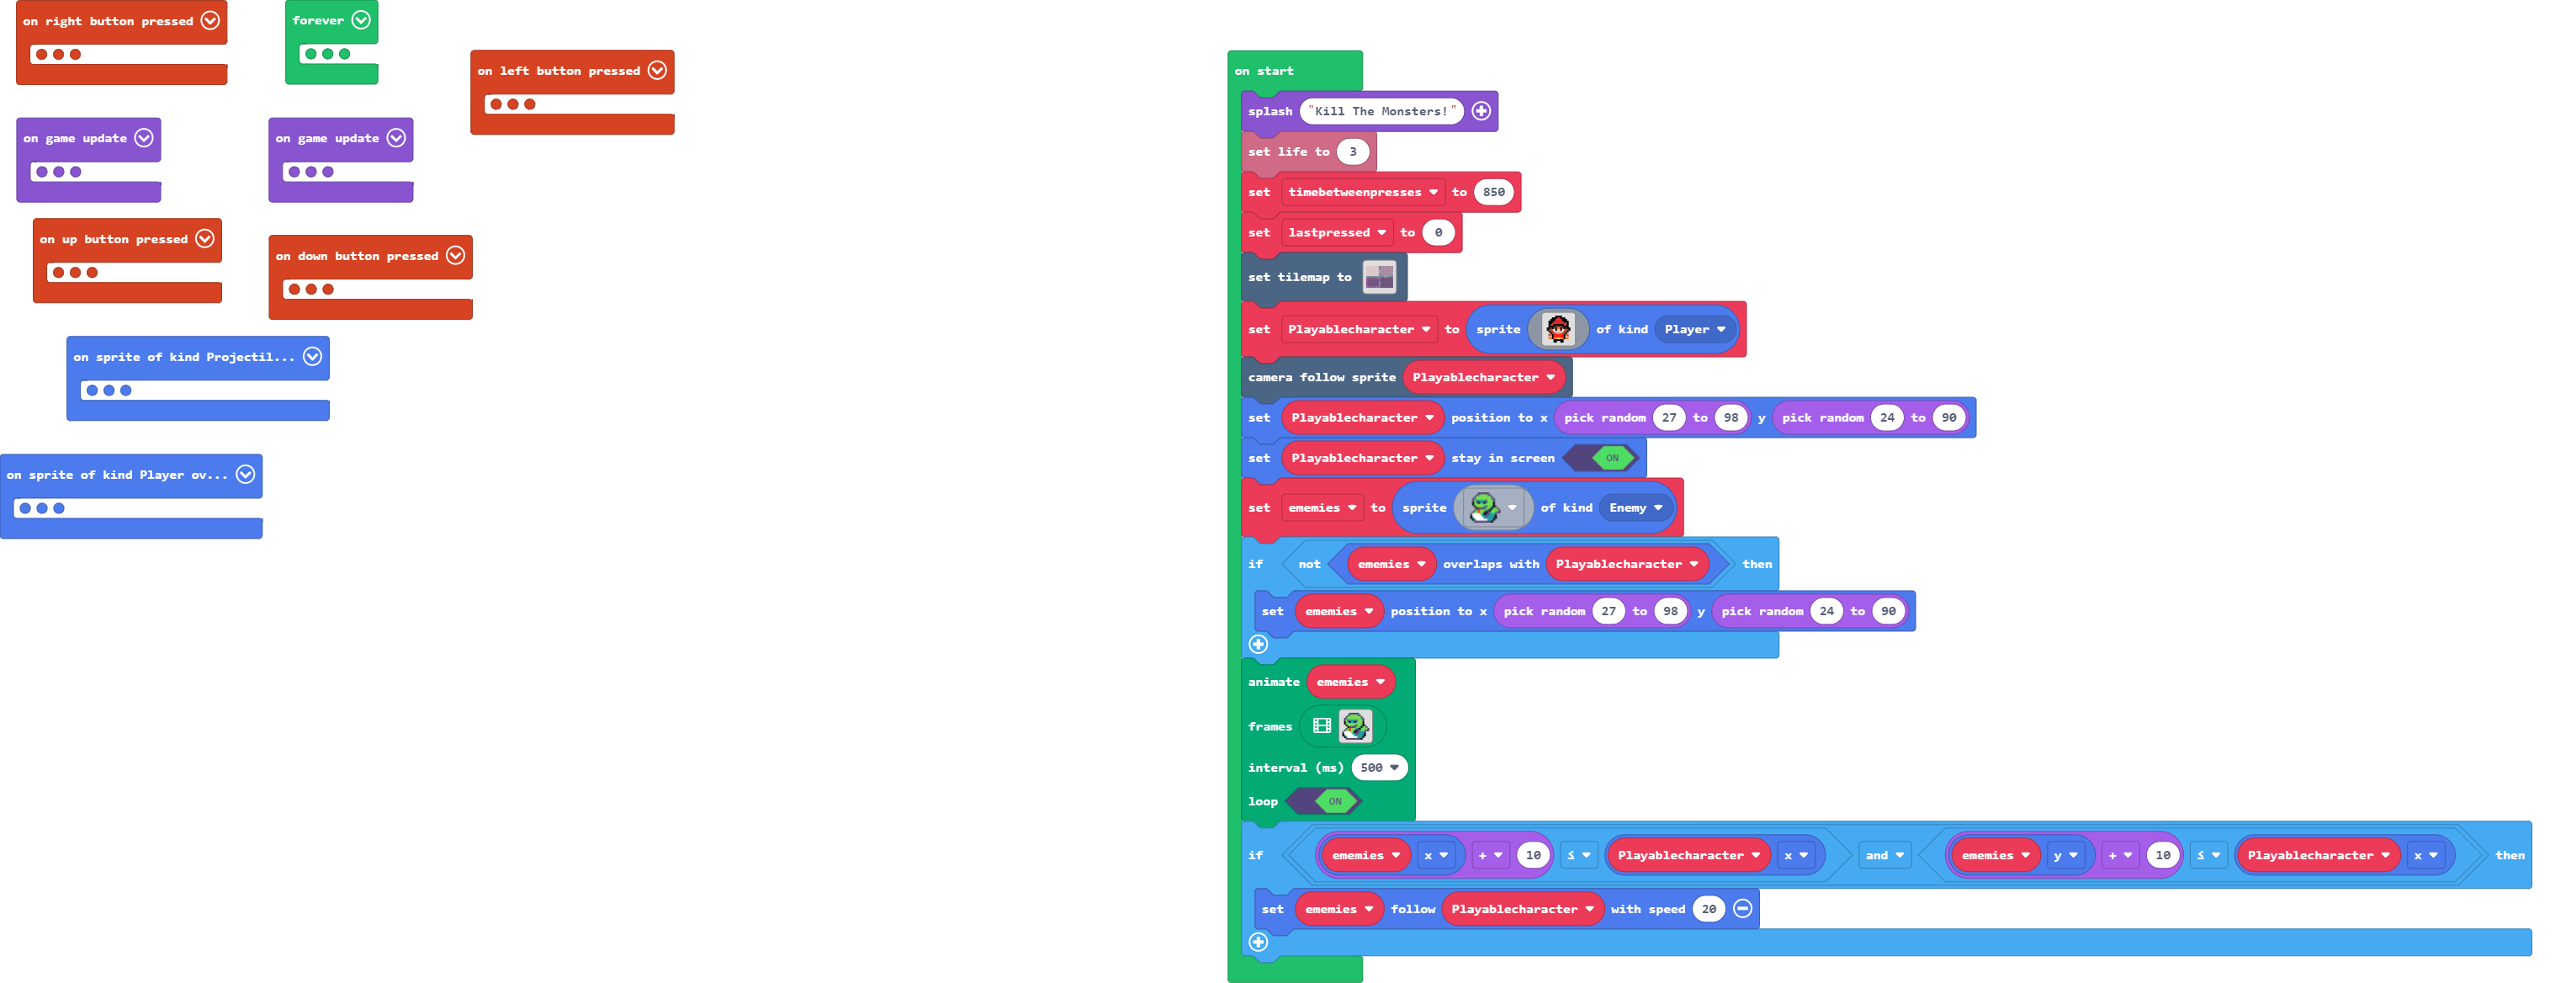 on right button pressed
forever
on left button pressed
on game update
on game update
on up button pressed
on down button pressed
on sprite of kind Projectil...
on sprite of kind Player ov...
on start
splash "Kill The Monsters!"
set life to 3
set timebetweenpresses to 850
set lastpressed to 0
set tilemap to
set Playablecharacter to sprite of kind Player
camera follow sprite Playablecharacter
set Playablecharacter position to x pick random 27 to 98 y pick random 24 to 90
set Playablecharacter stay in screen ON
set ememies to sprite of kind Enemy
if not ememies overlaps with Playablecharacter then
set ememies position to x pick random 27 to 98 y pick random 24 to 90
animate ememies
frames
interval (ms) 500
loop ON
if ememies x + 10 ≤ Playablecharacter x and ememies y + 10 ≤ Playablecharacter x then
set ememies follow Playablecharacter with speed 20